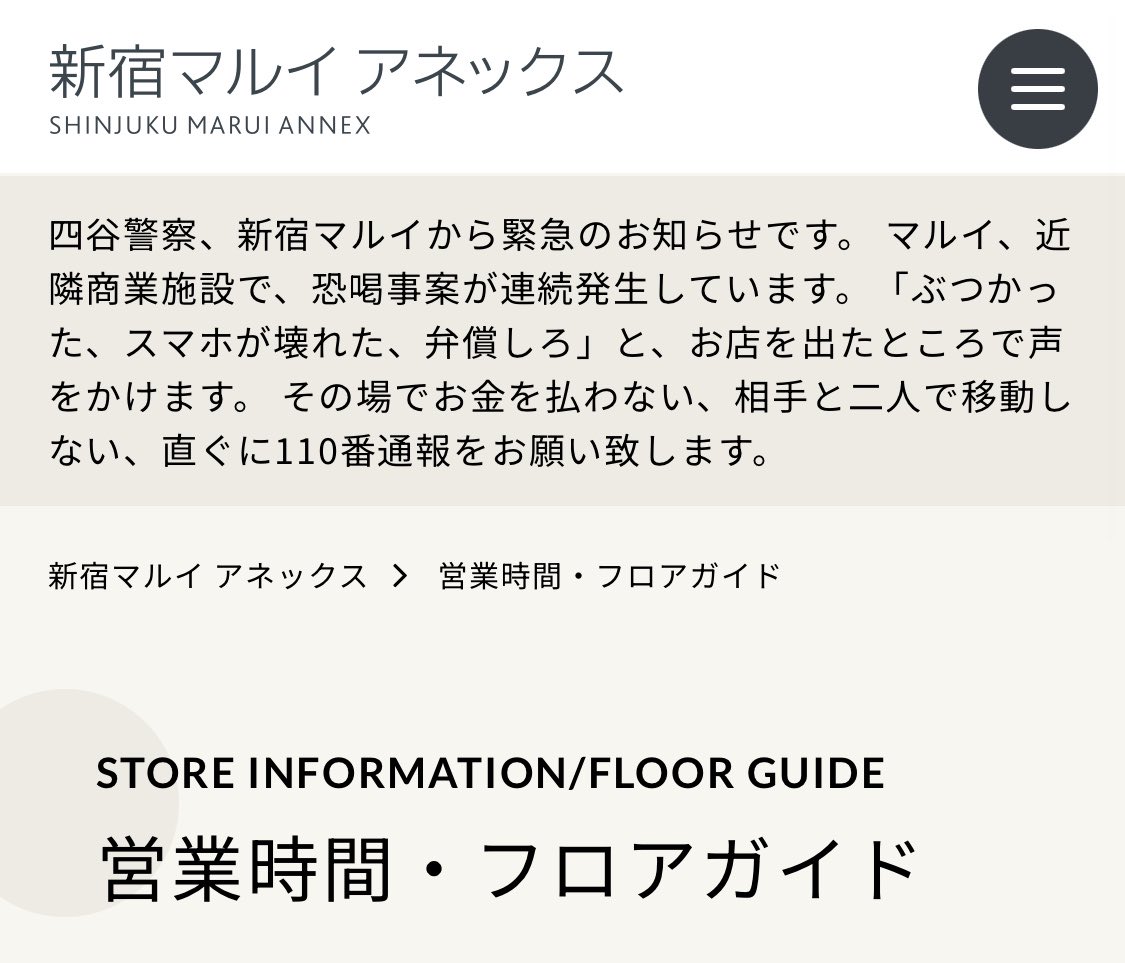 新宿マルイ アネックス
SHINJUKU MARUI ANNEX
四谷警察、新宿マルイから緊急のお知らせです。 マルイ、近
隣商業施設で、恐喝事案が連続発生しています。「ぶつかっ
た、スマホが壊れた、弁償しろ」と、お店を出たところで声
をかけます。 その場でお金を払わない、相手と二人で移動し
ない、直ぐに110番通報をお願い致します。
新宿マルイ アネックス > 営業時間・フロアガイド
STORE INFORMATION/FLOOR GUIDE
営業時間・フロアガイド